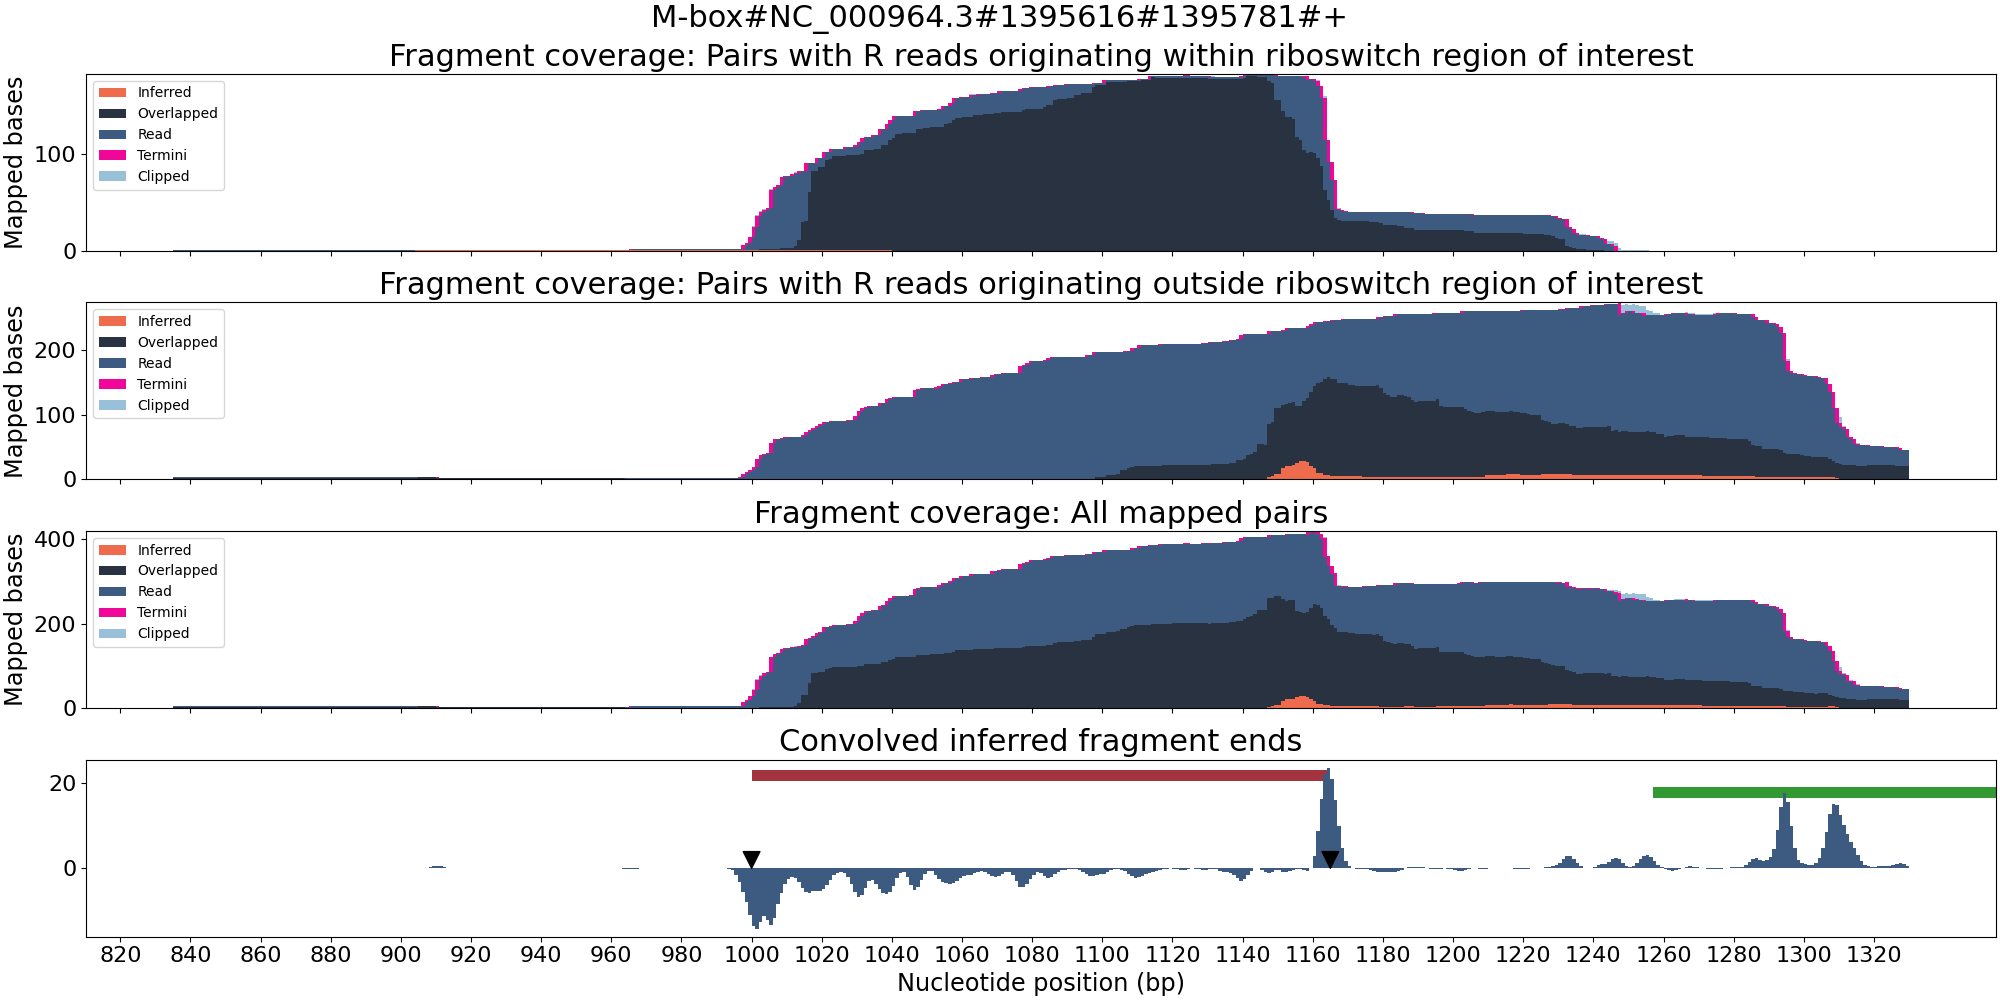 M-box#NC_000964.3#1395616#1395781#+
Fragment coverage: Pairs with R reads originating within riboswitch region of interest
Mapped bases
100
0
Inferred
Overlapped
Read
Termini
Clipped
Fragment coverage: Pairs with R reads originating outside riboswitch region of interest
Mapped bases
200
100
0
Inferred
Overlapped
Read
Termini
Clipped
Fragment coverage: All mapped pairs
Mapped bases
400
200
0
Inferred
Overlapped
Read
Termini
Clipped
Convolved inferred fragment ends
20
0
820 840 860 880 900 920 940 960 980 1000 1020 1040 1060 1080 1100 1120 1140 1160 1180 1200 1220 1240 1260 1280 1300 1320
Nucleotide position (bp)